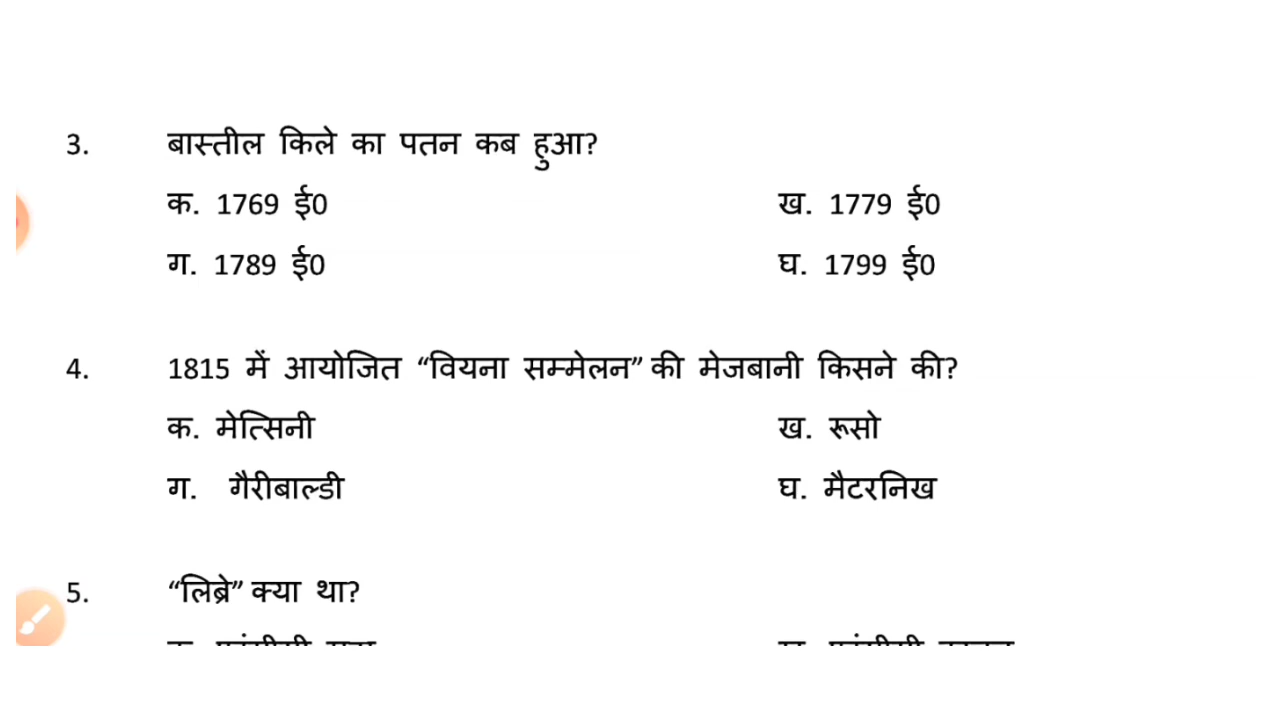 3. बास्तील किले का पतन कब हुआ?
क. 1769 ई0 ख. 1779 ई0
ग. 1789 ई0 घ. 1799 ई0
4. 1815 में आयोजित “वियना सम्मेलन” की मेजबानी किसने की?
क. मेत्सिनी ख. रूसो
ग. गैरीबाल्डी घ. मैटरनिख
5. “लिब्रे” क्या था?